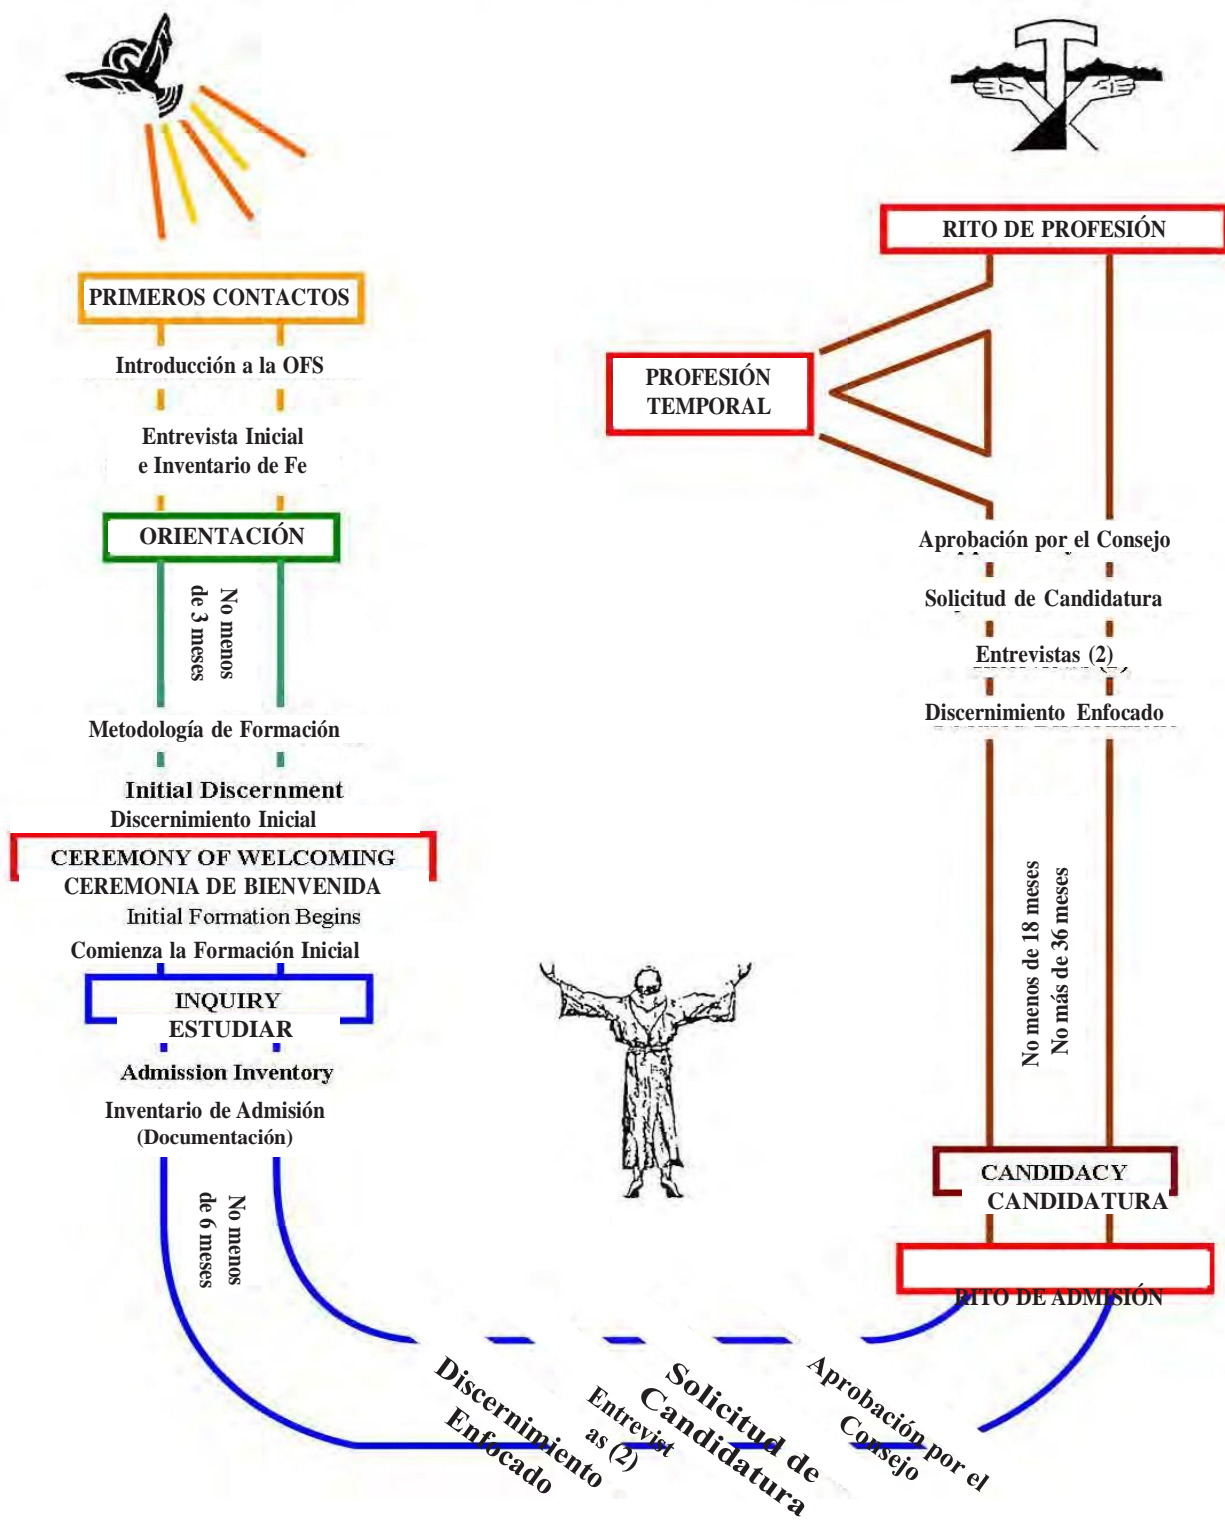 PRIMEROS CONTACTOS
Introducción a la OFS
Entrevista Inicial
e Inventario de Fe
ORIENTACIÓN
No menos
de 3 meses
Metodología de Formación
Initial Discernment
Discernimiento Inicial
CEREMONY OF WELCOMING
CEREMONIA DE BIENVENIDA
Initial Formation Begins
Comienza la Formación Inicial
INQUIRY
ESTUDIAR
Admission Inventory
Inventario de Admisión
(Documentación)
No menos
de 6 meses
Discernimiento
Enfocado
Entrevist
as (2)
Solicitud de
Candidatura
Aprobación por el
Consejo
RITO DE ADMISIÓN
CANDIDACY
CANDIDATURA
No menos de 18 meses
No más de 36 meses
Discernimiento Enfocado
Entrevistas (2)
Solicitud de Candidatura
Aprobación por el Consejo
PROFESIÓN
TEMPORAL
RITO DE PROFESIÓN